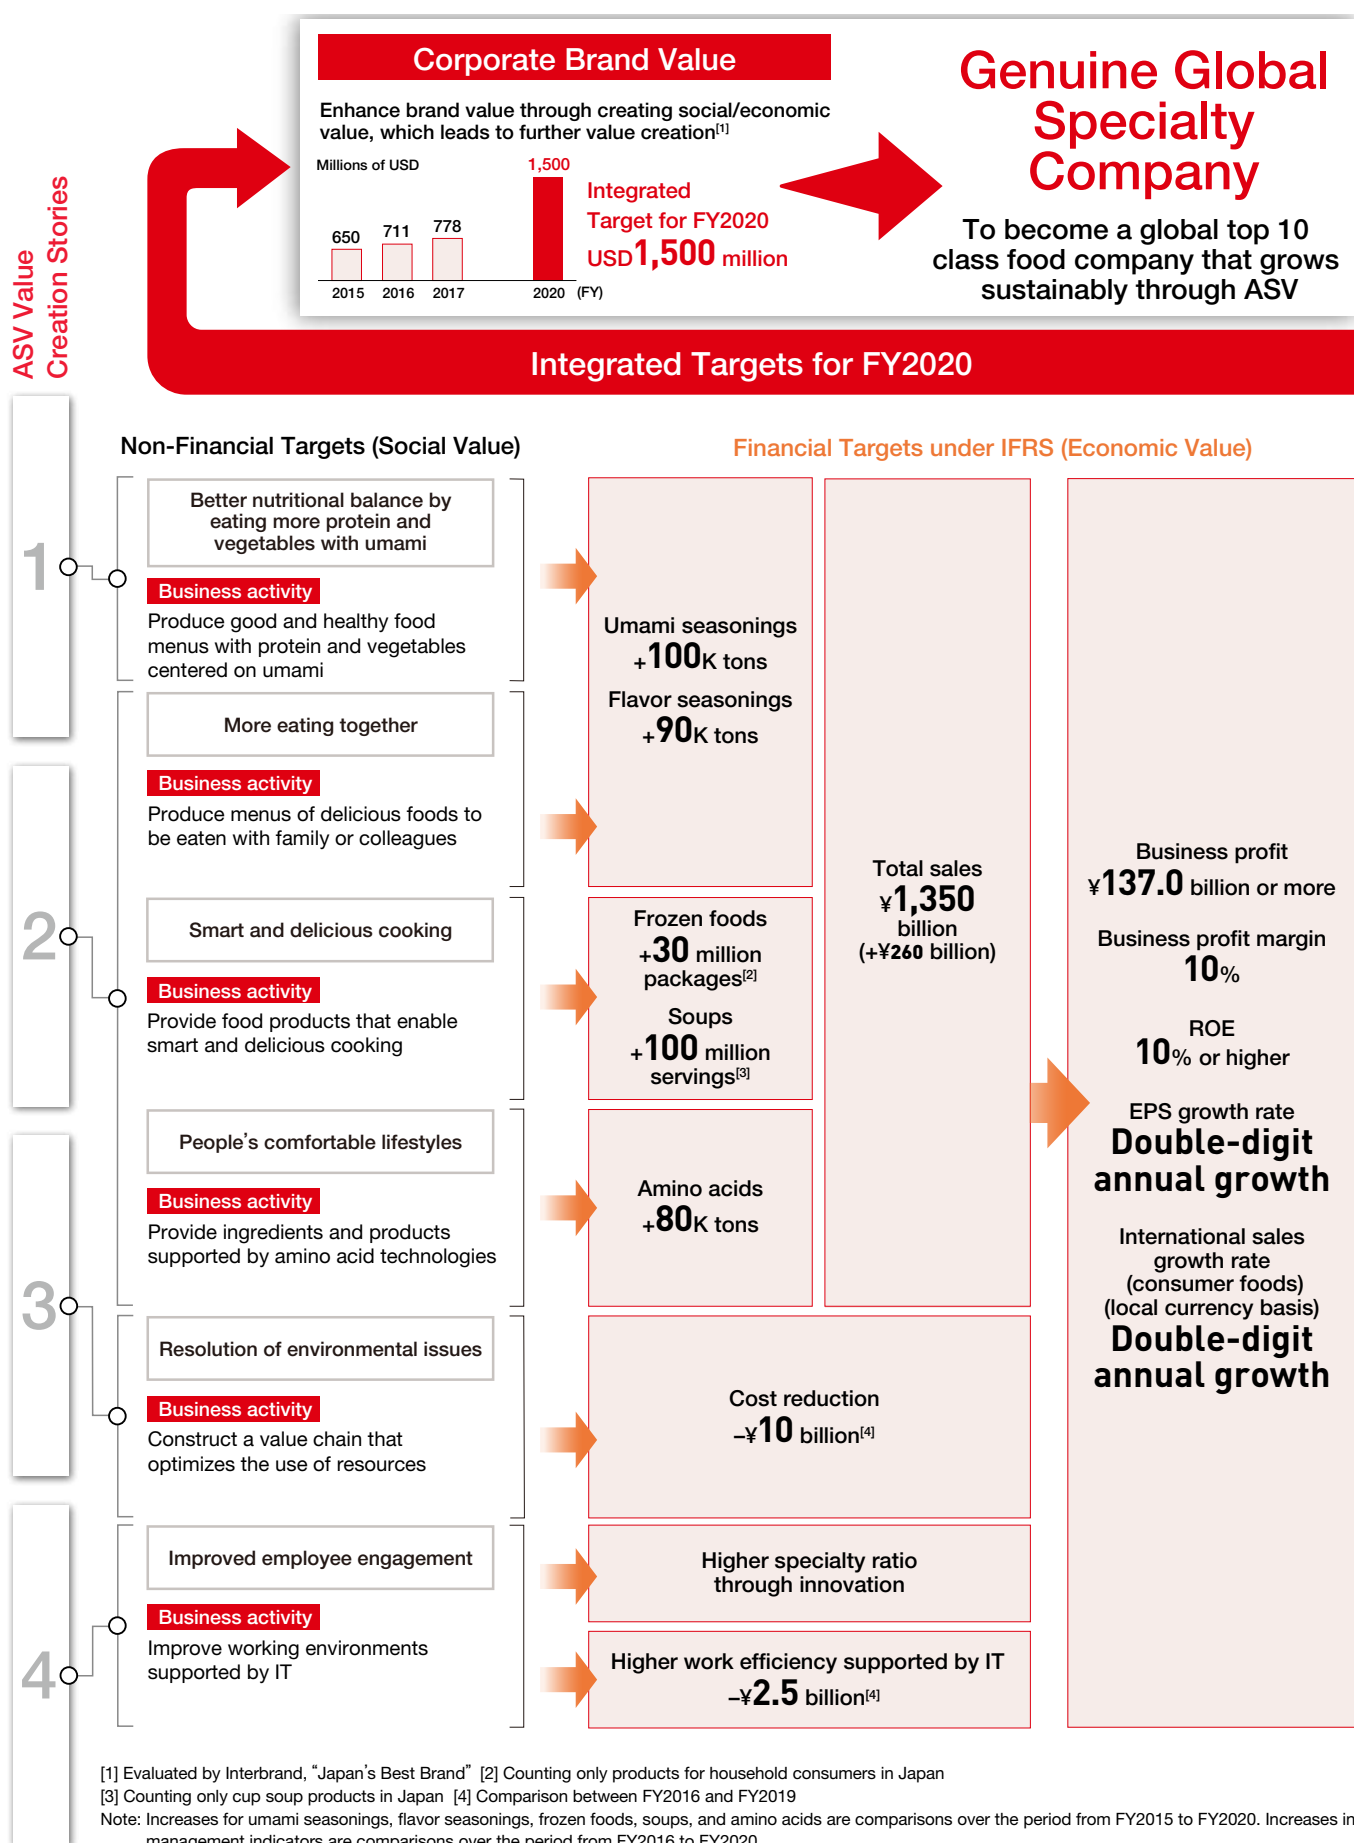 Corporate Brand Value
Enhance brand value through creating social/economic
value, which leads to further value creation[1]
Millions of USD
650
711
778
1,500
2015
2016
2017
2020
(FY)
Integrated
Target for FY2020
USD1,500 million
Genuine Global
Specialty
Company
To become a global top 10
class food company that grows
sustainably through ASV
ASV Value
Creation Stories
Integrated Targets for FY2020
Non-Financial Targets (Social Value)
Financial Targets under IFRS (Economic Value)
1
Better nutritional balance by
eating more protein and
vegetables with umami
Business activity
Produce good and healthy food
menus with protein and vegetables
centered on umami
More eating together
Business activity
Produce menus of delicious foods to
be eaten with family or colleagues
2
Smart and delicious cooking
Business activity
Provide food products that enable
smart and delicious cooking
People's comfortable lifestyles
Business activity
Provide ingredients and products
supported by amino acid technologies
3
Resolution of environmental issues
Business activity
Construct a value chain that
optimizes the use of resources
4
Improved employee engagement
Business activity
Improve working environments
supported by IT
Umami seasonings
+100K tons
Flavor seasonings
+90K tons
Frozen foods
+30 million
packages[2]
Soups
+100 million
servings[3]
Amino acids
+80K tons
Total sales
¥1,350
billion
(+¥260 billion)
Cost reduction
–¥10 billion[4]
Higher specialty ratio
through innovation
Higher work efficiency supported by IT
–¥2.5 billion[4]
Business profit
¥137.0 billion or more
Business profit margin
10%
ROE
10% or higher
EPS growth rate
Double-digit
annual growth
International sales
growth rate
(consumer foods)
(local currency basis)
Double-digit
annual growth
[1] Evaluated by Interbrand, "Japan's Best Brand" [2] Counting only products for household consumers in Japan
[3] Counting only cup soup products in Japan [4] Comparison between FY2016 and FY2019
Note: Increases for umami seasonings, flavor seasonings, frozen foods, soups, and amino acids are comparisons over the period from FY2015 to FY2020. Increases in
management indicators are comparisons over the period from FY2016 to FY2020